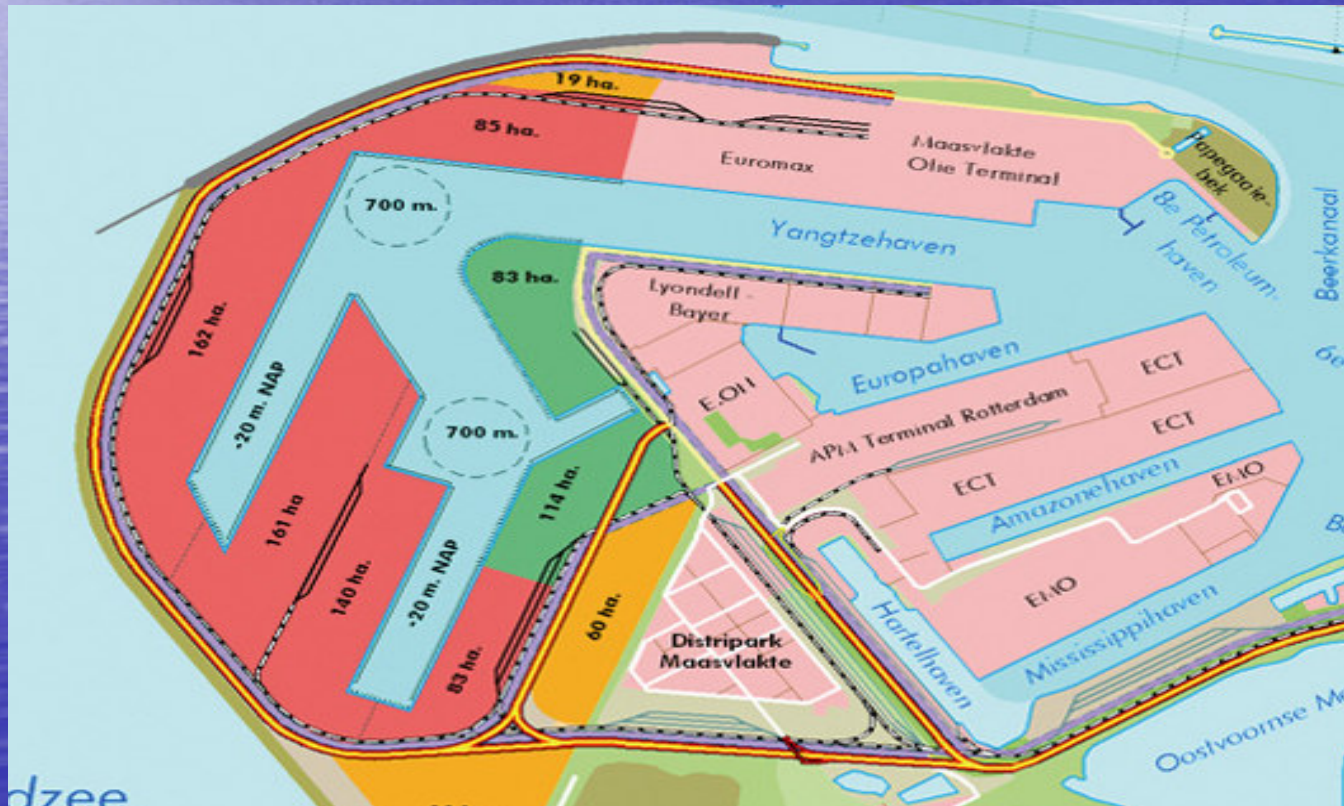 19 ha.
85 ha.
Euromax
Maasvlakte
Olie Terminal
Papegaaie-
bek
8e Petroleum-
haven
Beerkanaal
700 m.
Yangtzehaven
83 ha.
Lyondell -
Bayer
162 ha.
Europahaven
ECT
E.ON
-20 m. NAP
700 m.
APM Terminal Rotterdam
ECT
ECT
EMO
Amazonehaven
114 ha.
161 ha
140 ha.
-20 m. NAP
60 ha.
EMO
Hartelhaven
Mississippihaven
Distripark
Maasvlakte
83 ha.
Oostvoornse
dzee